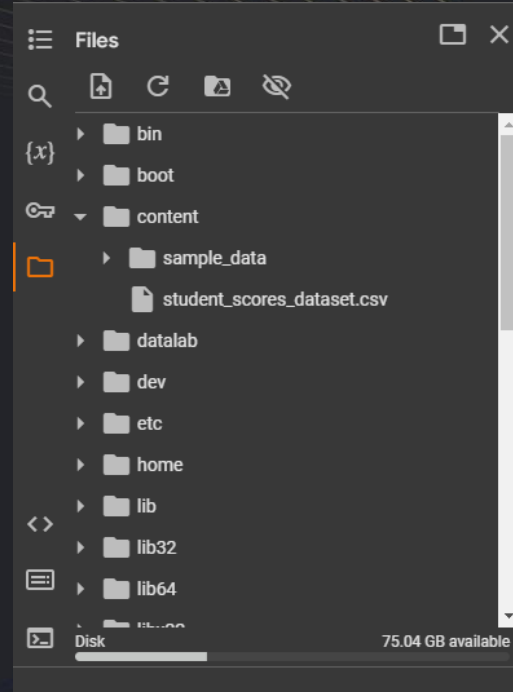 Files
{x}
bin
boot
content
sample_data
student_scores_dataset.csv
datalab
dev
etc
home
lib
lib32
lib64
Disk
75.04 GB available